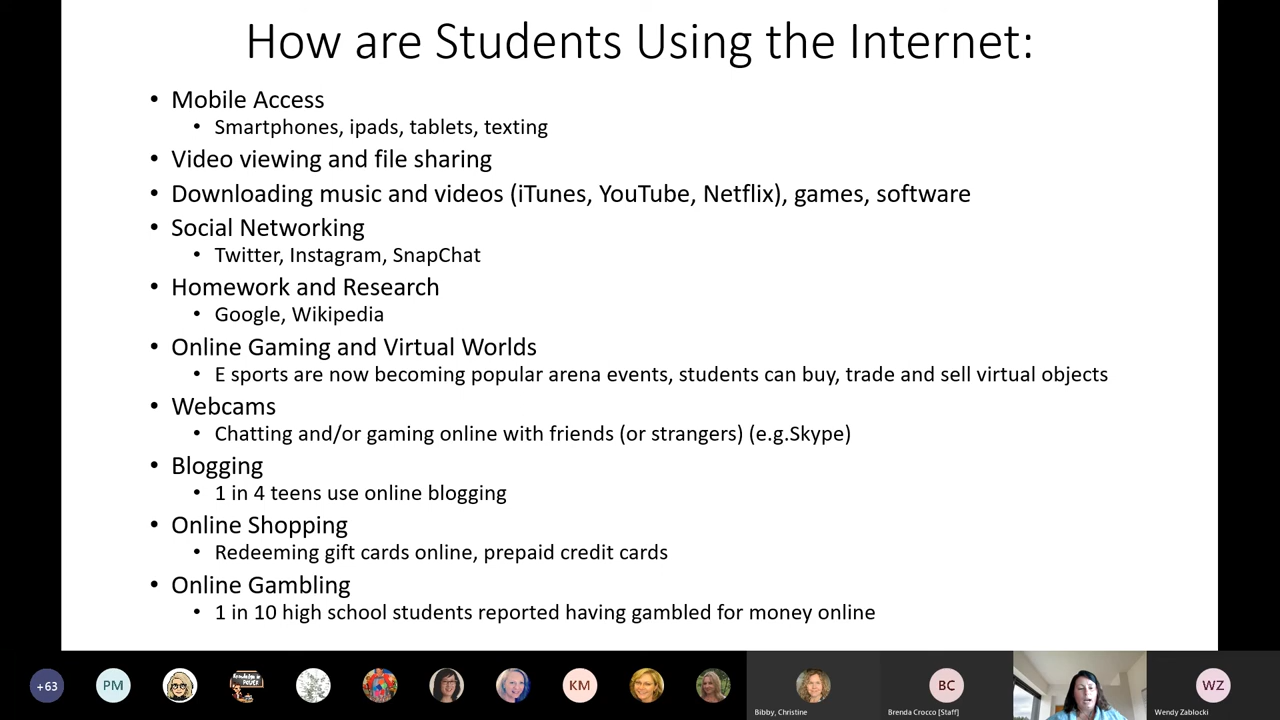 How are Students Using the Internet:
• Mobile Access
• Smartphones, ipads, tablets, texting
• Video viewing and file sharing
• Downloading music and videos (iTunes, YouTube, Netflix), games, software
• Social Networking
• Twitter, Instagram, SnapChat
• Homework and Research
• Google, Wikipedia
• Online Gaming and Virtual Worlds
• E sports are now becoming popular arena events, students can buy, trade and sell virtual objects
• Webcams
• Chatting and/or gaming online with friends (or strangers) (e.g.Skype)
• Blogging
• 1 in 4 teens use online blogging
• Online Shopping
• Redeeming gift cards online, prepaid credit cards
• Online Gambling
• 1 in 10 high school students reported having gambled for money online
+63
PM
KM
BC
WZ
Bibby, Christine
Brenda Crocco [Staff]
Wendy Zablocki